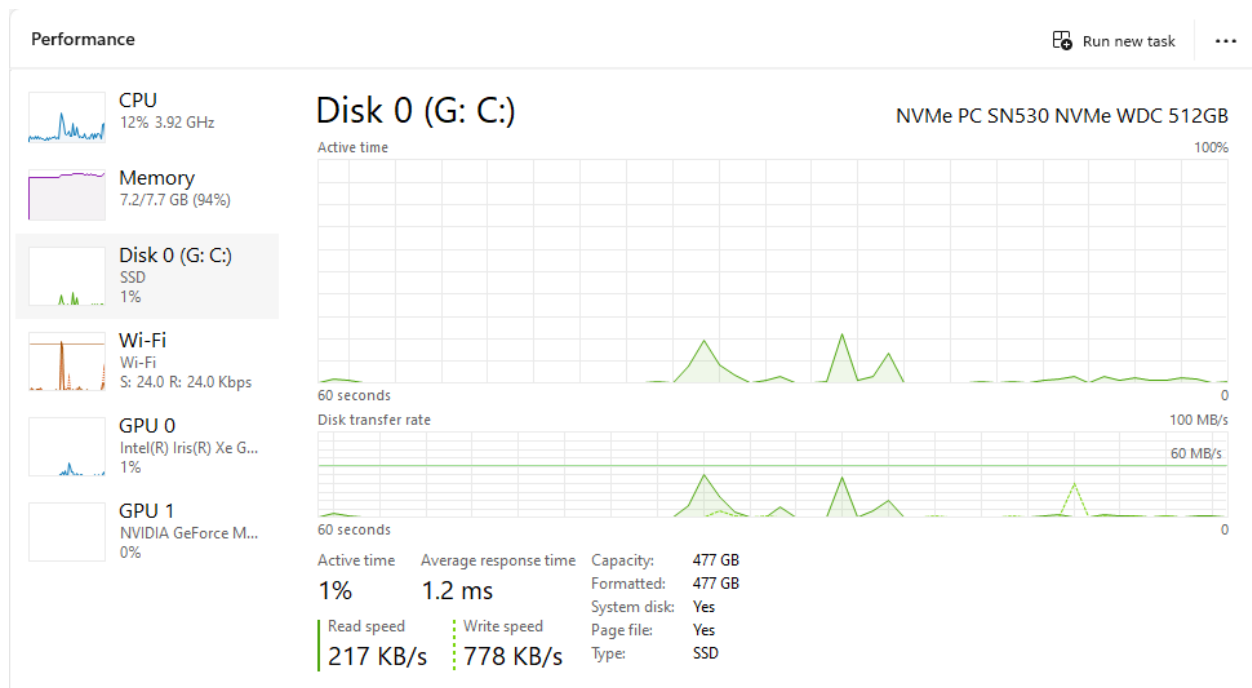 Performance
Run new task
CPU
12% 3.92 GHz
Memory
7.2/7.7 GB (94%)
Disk 0 (G: C:)
SSD
1%
Wi-Fi
Wi-Fi
S: 24.0 R: 24.0 Kbps
GPU 0
Intel(R) Iris(R) Xe G...
1%
GPU 1
NVIDIA GeForce M...
0%
Disk 0 (G: C:)
NVMe PC SN530 NVMe WDC 512GB
Active time 100%
60 seconds 0
Disk transfer rate 100 MB/s
60 MB/s
60 seconds 0
Active time
1%
Average response time
1.2 ms
Read speed
217 KB/s
Write speed
778 KB/s
Capacity: 477 GB
Formatted: 477 GB
System disk: Yes
Page file: Yes
Type: SSD